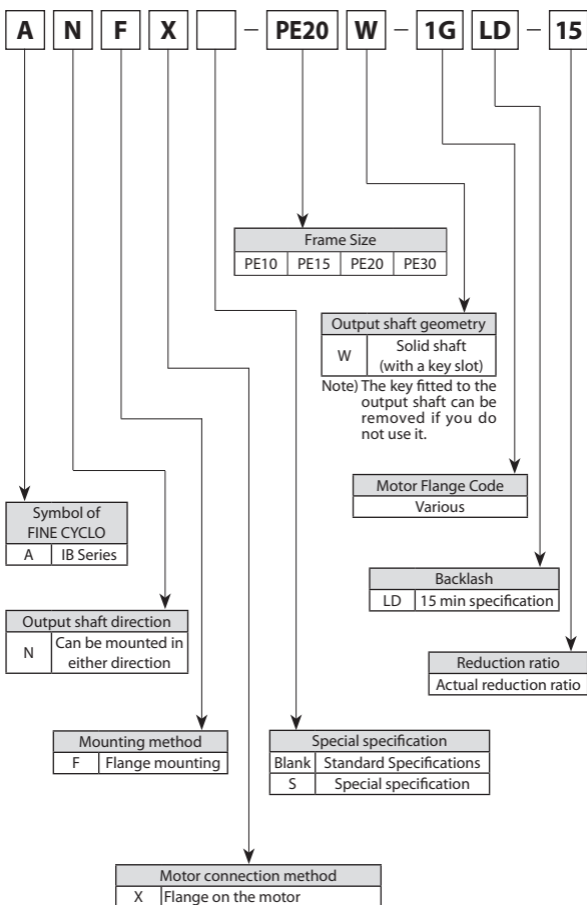 A N F X – PE20 W – 1G LD – 15
Frame Size
PE10 PE15 PE20 PE30
Output shaft geometry
W Solid shaft
(with a key slot)
Note) The key fitted to the
output shaft can be
removed if you do
not use it.
Motor Flange Code
Various
Symbol of
FINE CYCLO
A IB Series
Backlash
LD 15 min specification
Output shaft direction
N Can be mounted in
either direction
Reduction ratio
Actual reduction ratio
Mounting method
F Flange mounting
Special specification
Blank Standard Specifications
S Special specification
Motor connection method
X Flange on the motor